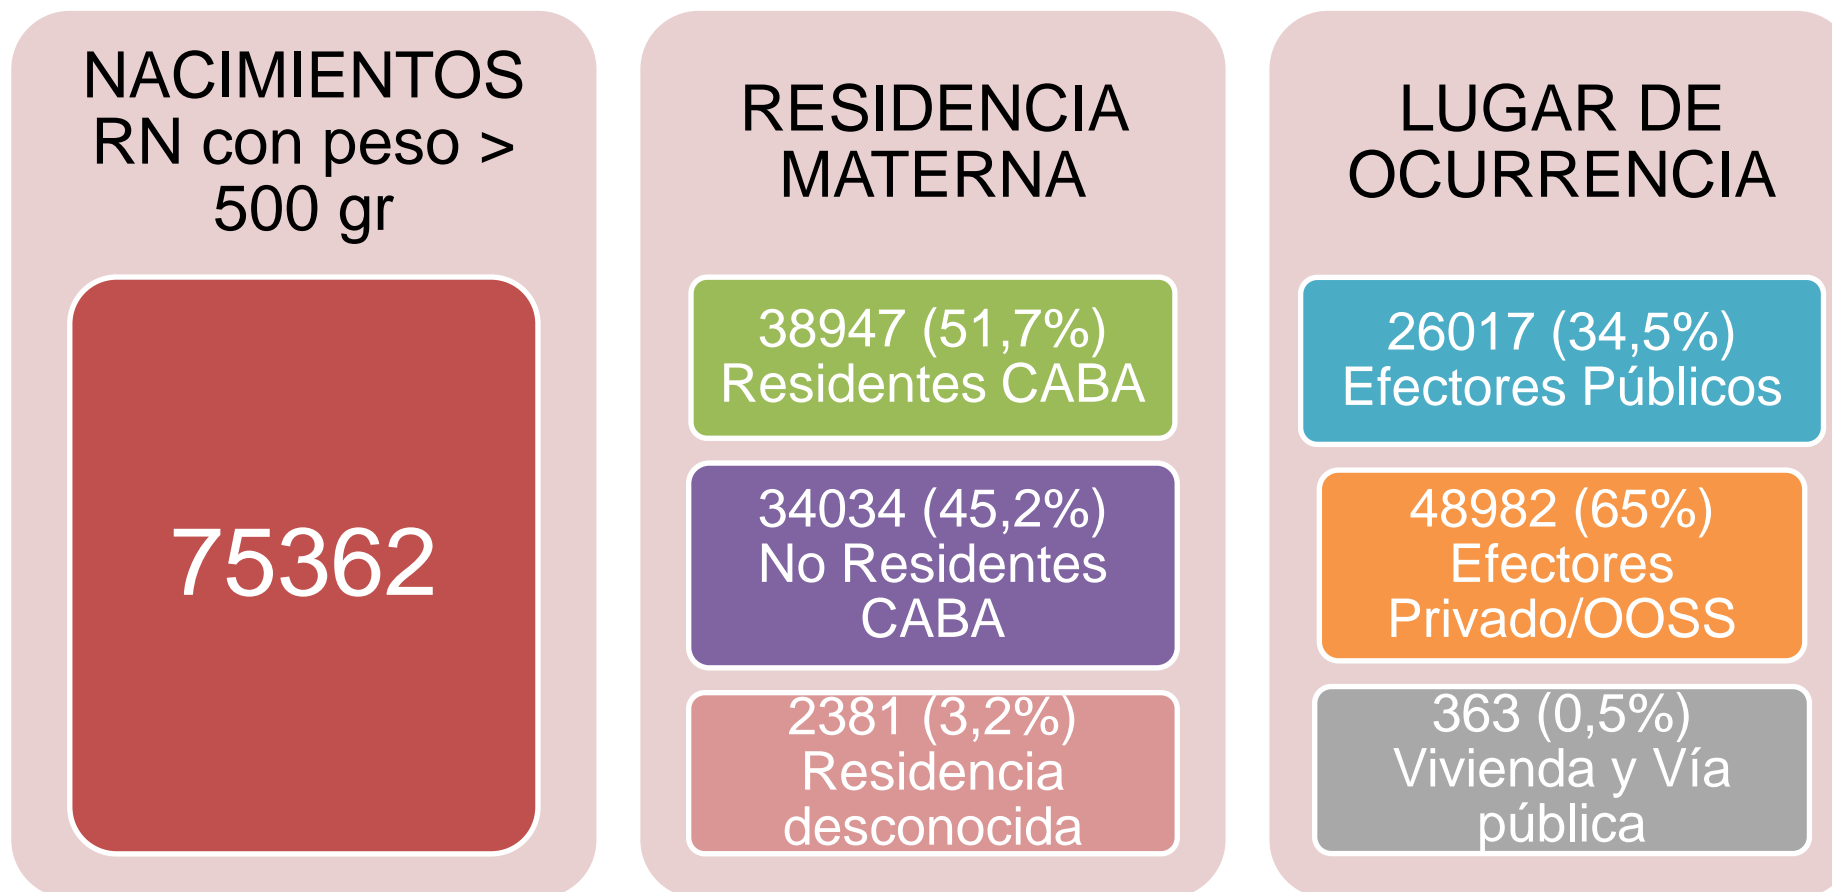 NACIMIENTOS
RN con peso >
500 gr
75362
RESIDENCIA
MATERNA
38947 (51,7%)
Residentes CABA
34034 (45,2%)
No Residentes
CABA
2381 (3,2%)
Residencia
desconocida
LUGAR DE
OCURRENCIA
26017 (34,5%)
Efectores Públicos
48982 (65%)
Efectores
Privado/OOSS
363 (0,5%)
Vivienda y Vía
pública